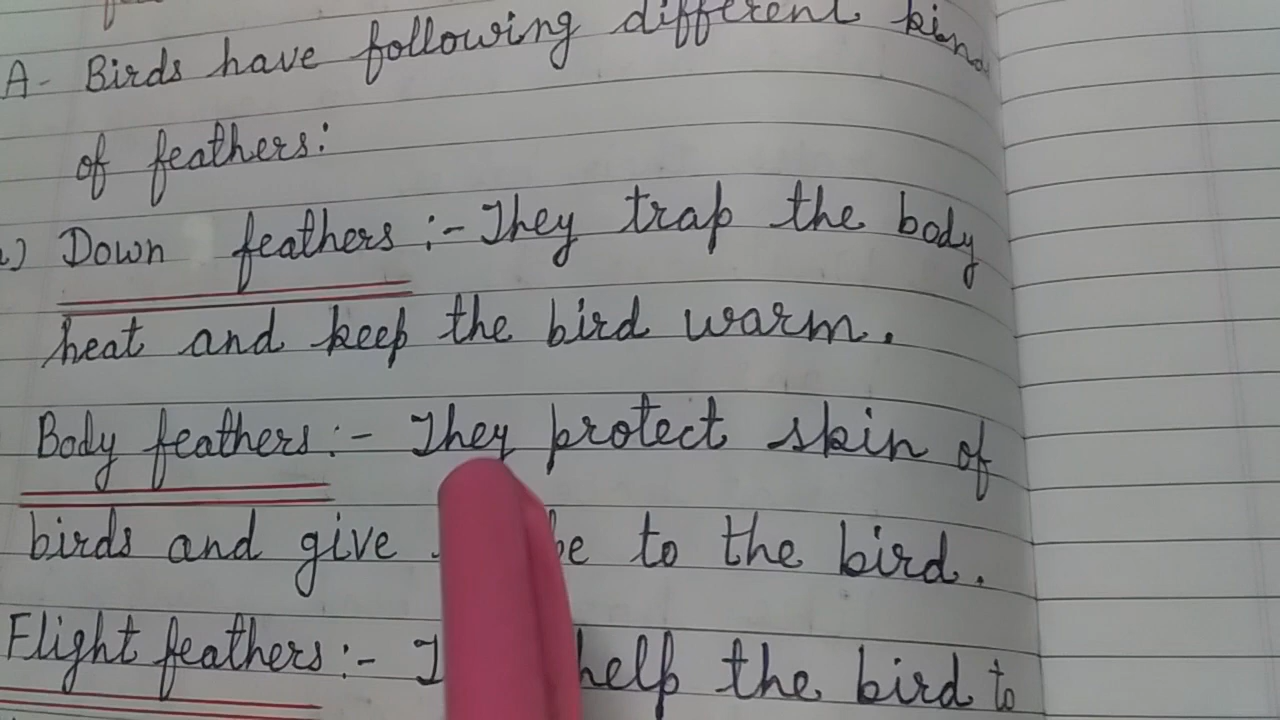 A- Birds have following different kind
of feathers:
Down feathers :- They trap the body
heat and keep the bird warm.
Body feathers :- They protect skin of
birds and give to the bird.
Flight feathers :- help the bird to